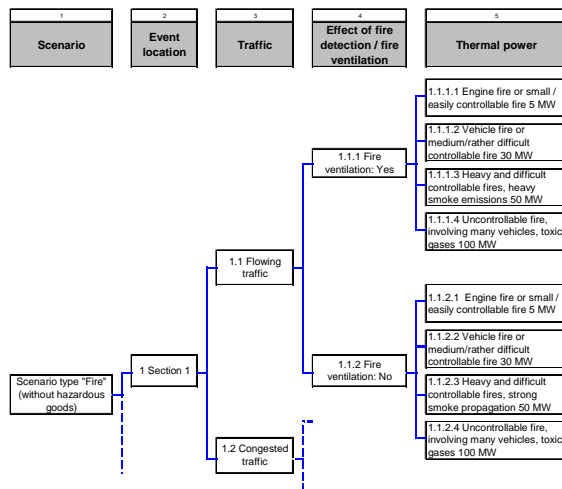 1
2
3
4
5
Scenario
Event
location
Traffic
Effect of fire
detection / fire
ventilation
Thermal power
1.1.1.1 Engine fire or small /
easily controllable fire 5 MW
1.1.1.2 Vehicle fire or
medium/rather difficult
controllable fire 30 MW
1.1.1 Fire
ventilation: Yes
1.1.1.3 Heavy and difficult
controllable fires, heavy
smoke emissions 50 MW
1.1.1.4 Uncontrollable fire,
involving many vehicles, toxic
gases 100 MW
1.1 Flowing
traffic
1.1.2.1 Engine fire or small /
easily controllable fire 5 MW
1.1.2.2 Vehicle fire or
medium/rather difficult
controllable fire 30 MW
1.1.2 Fire
ventilation: No
1 Section 1
Scenario type "Fire"
(without hazardous
goods)
1.1.2.3 Heavy and difficult
controllable fires, strong
smoke propagation 50 MW
1.1.2.4 Uncontrollable fire,
involving many vehicles, toxic
gases 100 MW
1.2 Congested
traffic